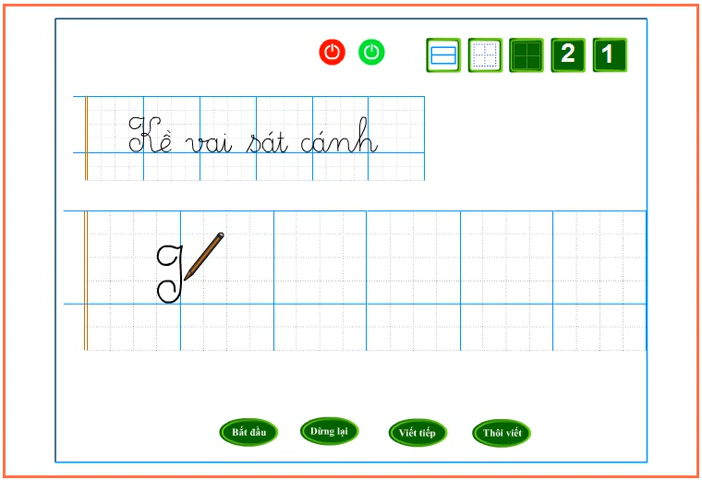 2 1
Kề vai sát cánh
Bắt đầu Dừng lại Viết tiếp Thôi viết